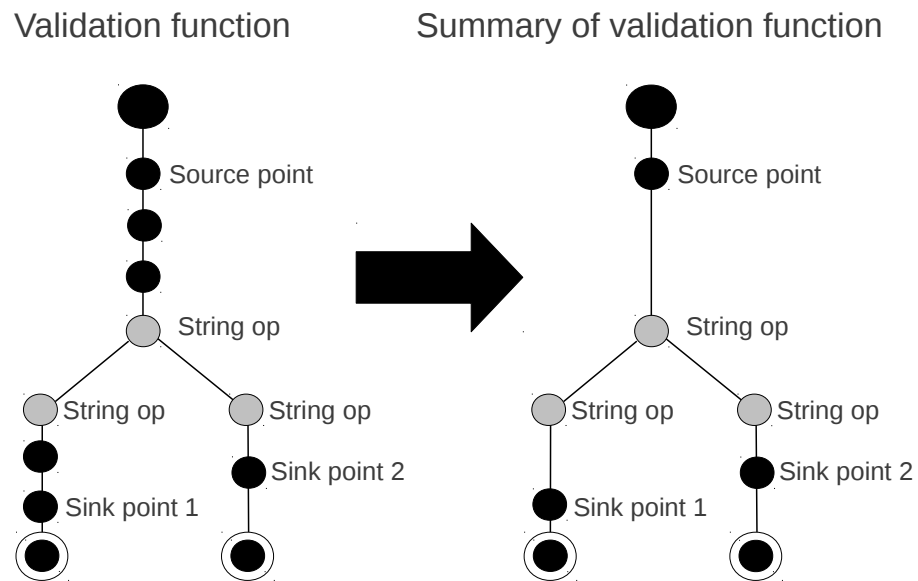 Validation function
Summary of validation function
Source point
Source point
String op
String op
String op
String op
String op
String op
Sink point 2
Sink point 2
Sink point 1
Sink point 1